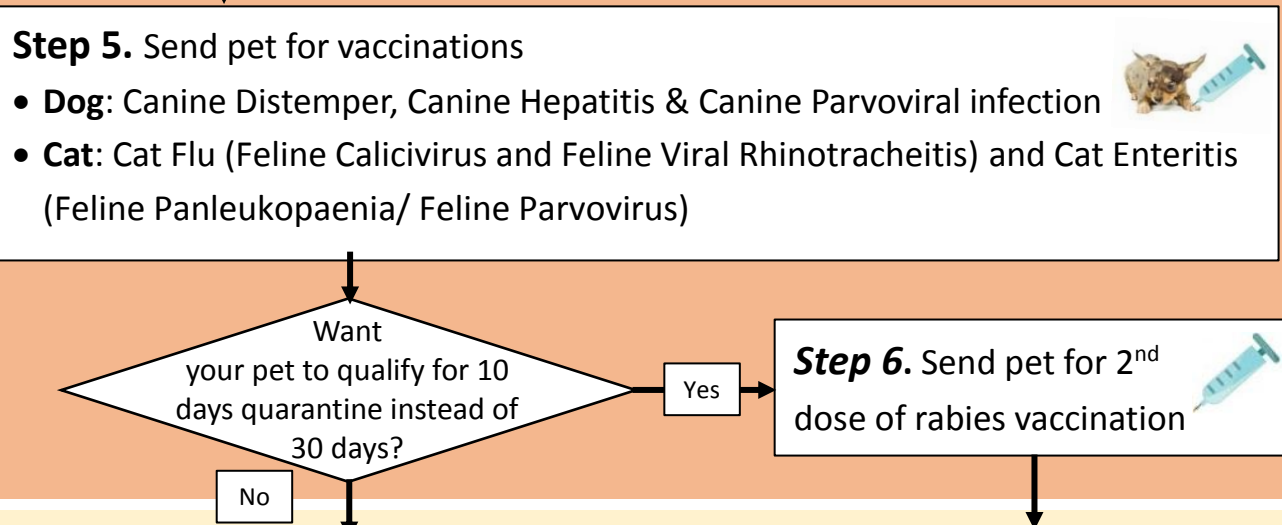 Step 5. Send pet for vaccinations
• Dog: Canine Distemper, Canine Hepatitis & Canine Parvoviral infection
• Cat: Cat Flu (Feline Calicivirus and Feline Viral Rhinotracheitis) and Cat Enteritis
(Feline Panleukopaenia/ Feline Parvovirus)
Want
your pet to qualify for 10
days quarantine instead of
30 days?
Yes
Step 6. Send pet for 2nd
dose of rabies vaccination
No